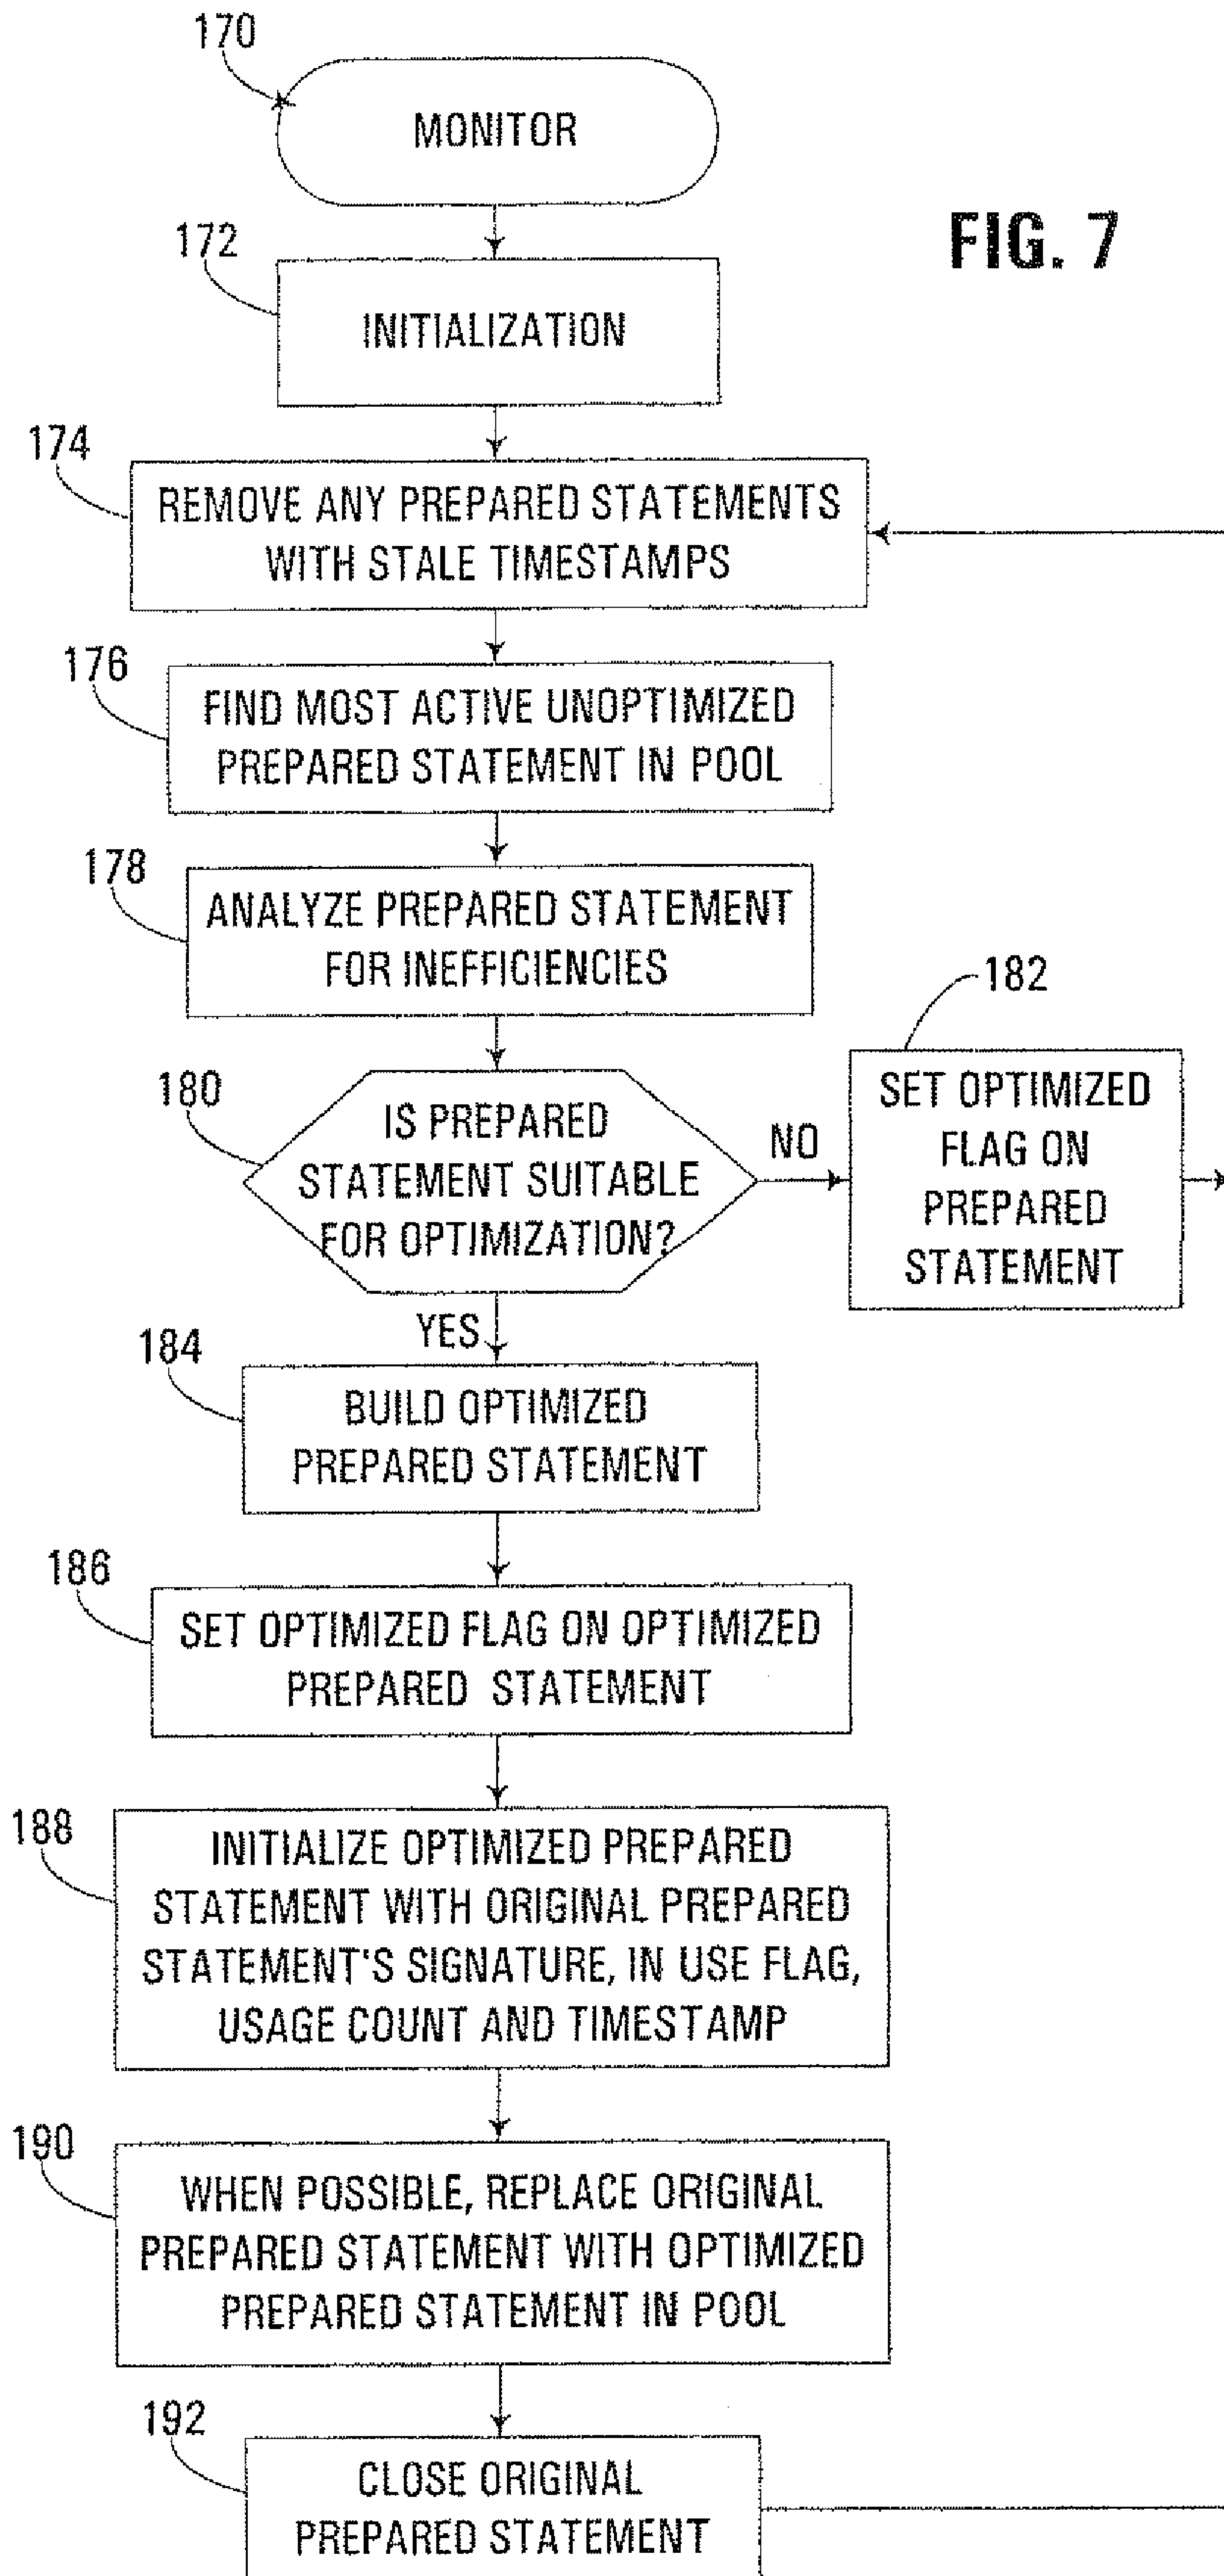 170
MONITOR
FIG. 7
172
INITIALIZATION
174
REMOVE ANY PREPARED STATEMENTS
WITH STALE TIMESTAMPS
176
FIND MOST ACTIVE UNOPTIMIZED
PREPARED STATEMENT IN POOL
178
ANALYZE PREPARED STATEMENT
FOR INEFFICIENCIES
180
IS PREPARED
STATEMENT SUITABLE
FOR OPTIMIZATION?
NO
182
SET OPTIMIZED
FLAG ON
PREPARED
STATEMENT
YES
184
BUILD OPTIMIZED
PREPARED STATEMENT
186
SET OPTIMIZED FLAG ON OPTIMIZED
PREPARED STATEMENT
188
INITIALIZE OPTIMIZED PREPARED
STATEMENT WITH ORIGINAL PREPARED
STATEMENT'S SIGNATURE, IN USE FLAG,
USAGE COUNT AND TIMESTAMP
190
WHEN POSSIBLE, REPLACE ORIGINAL
PREPARED STATEMENT WITH OPTIMIZED
PREPARED STATEMENT IN POOL
192
CLOSE ORIGINAL
PREPARED STATEMENT